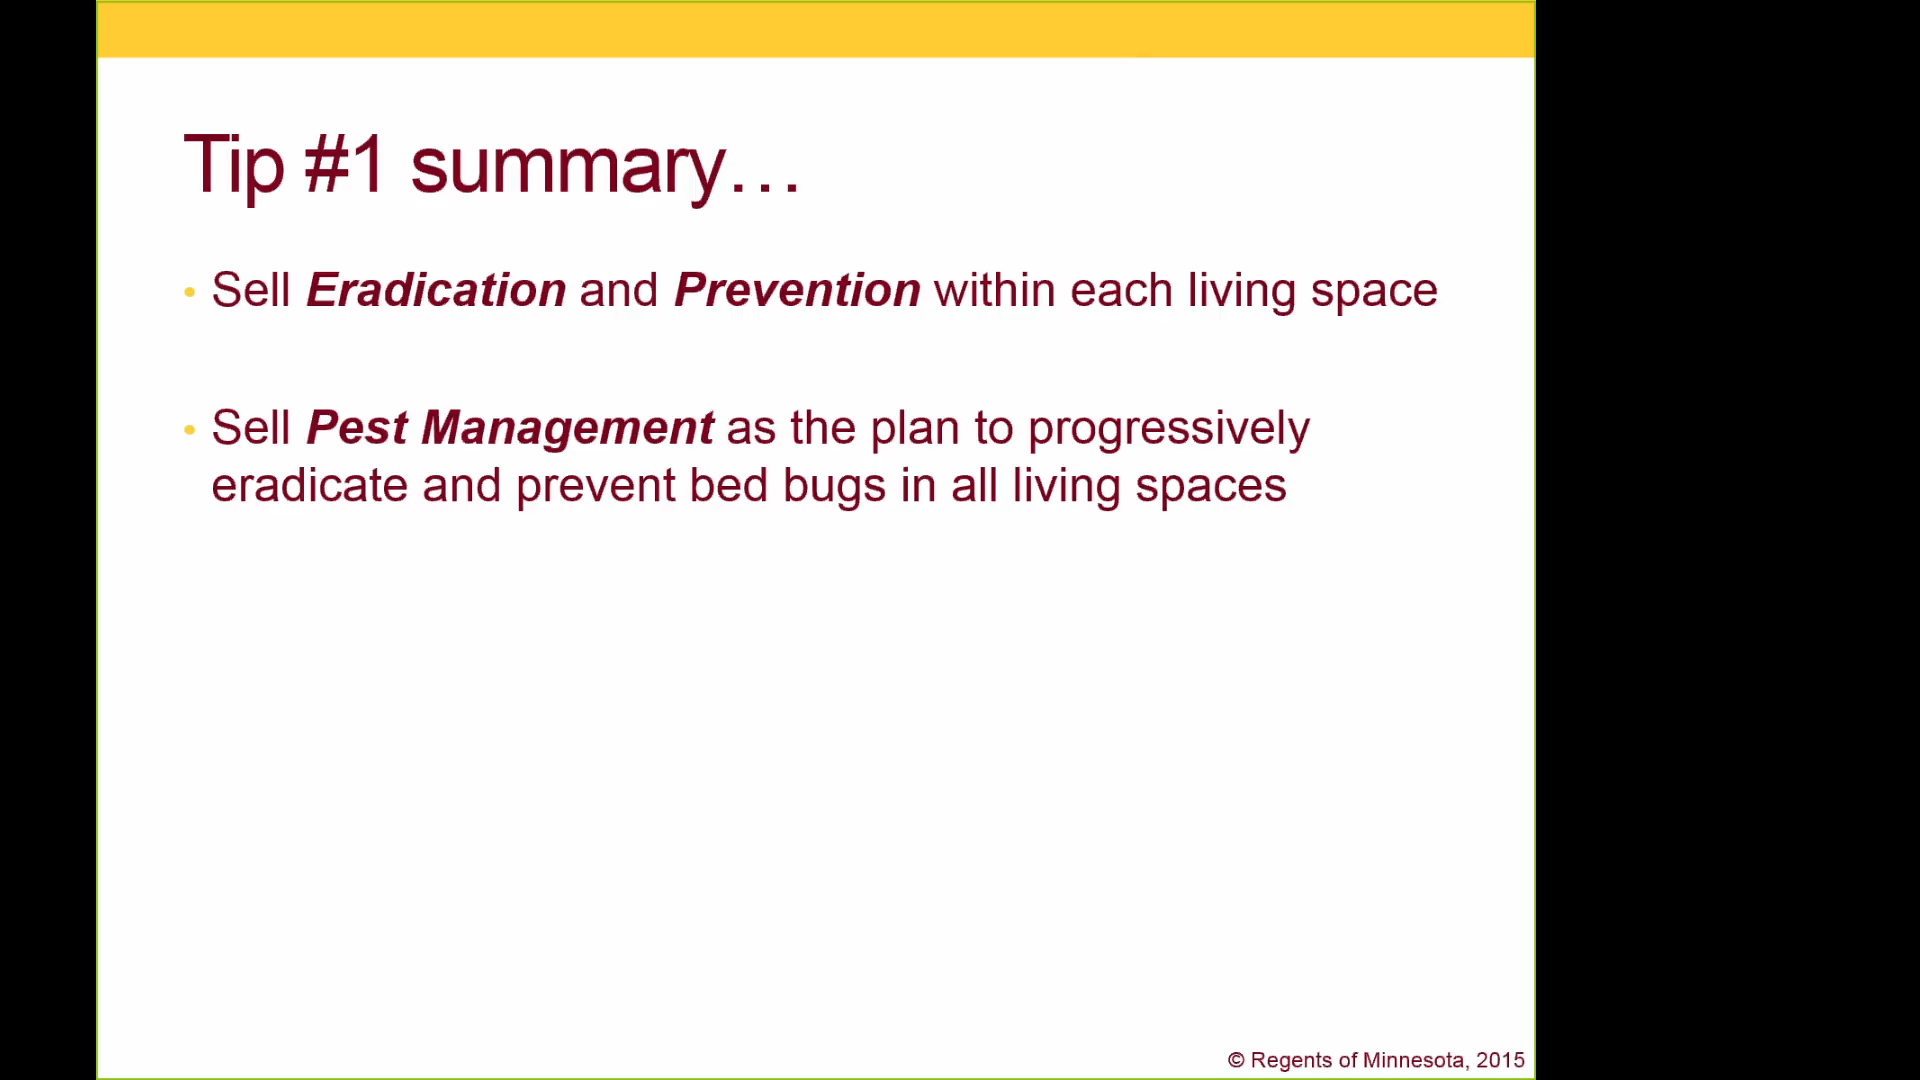 Tip #1 summary…
• Sell Eradication and Prevention within each living space
• Sell Pest Management as the plan to progressively
eradicate and prevent bed bugs in all living spaces
© Regents of Minnesota, 2015